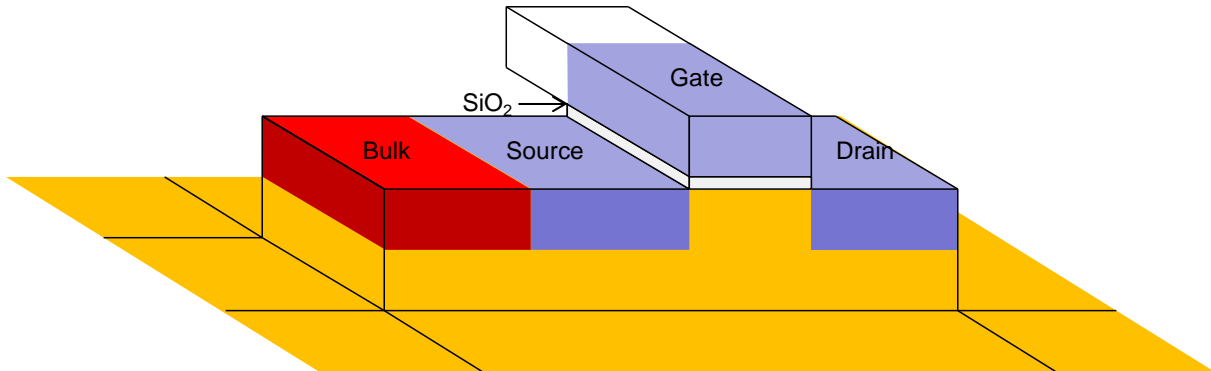 Gate
SiO₂
Bulk
Source
Drain